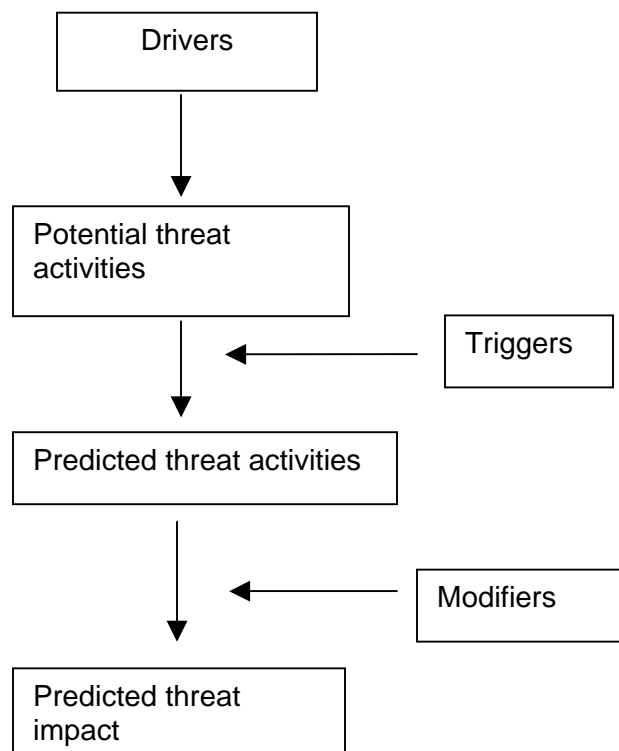 Drivers
Potential threat
activities
Triggers
Predicted threat activities
Modifiers
Predicted threat
impact